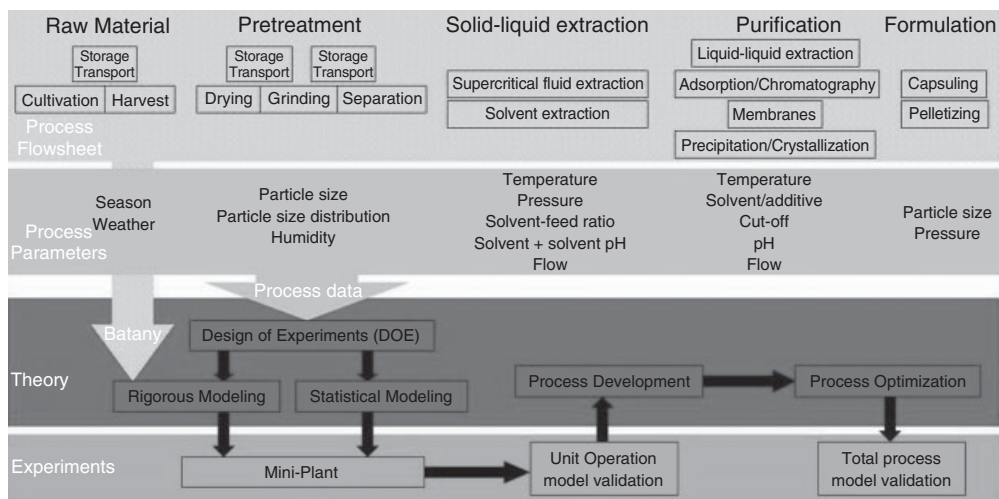 Raw Material
Pretreatment
Solid-liquid extraction
Purification
Formulation
Storage
Transport
Cultivation
Harvest
Storage
Transport
Storage
Transport
Drying
Grinding
Separation
Supercritical fluid extraction
Solvent extraction
Liquid-liquid extraction
Adsorption/Chromatography
Membranes
Precipitation/Crystallization
Capsuling
Pelletizing
Process
Flowsheet
Process
Parameters
Season
Weather
Particle size
Particle size distribution
Humidity
Temperature
Pressure
Solvent-feed ratio
Solvent + solvent pH
Flow
Temperature
Solvent/additive
Cut-off
pH
Flow
Particle size
Pressure
Process data
Batany
Theory
Design of Experiments (DOE)
Rigorous Modeling
Statistical Modeling
Process Development
Process Optimization
Experiments
Mini-Plant
Unit Operation
model validation
Total process
model validation